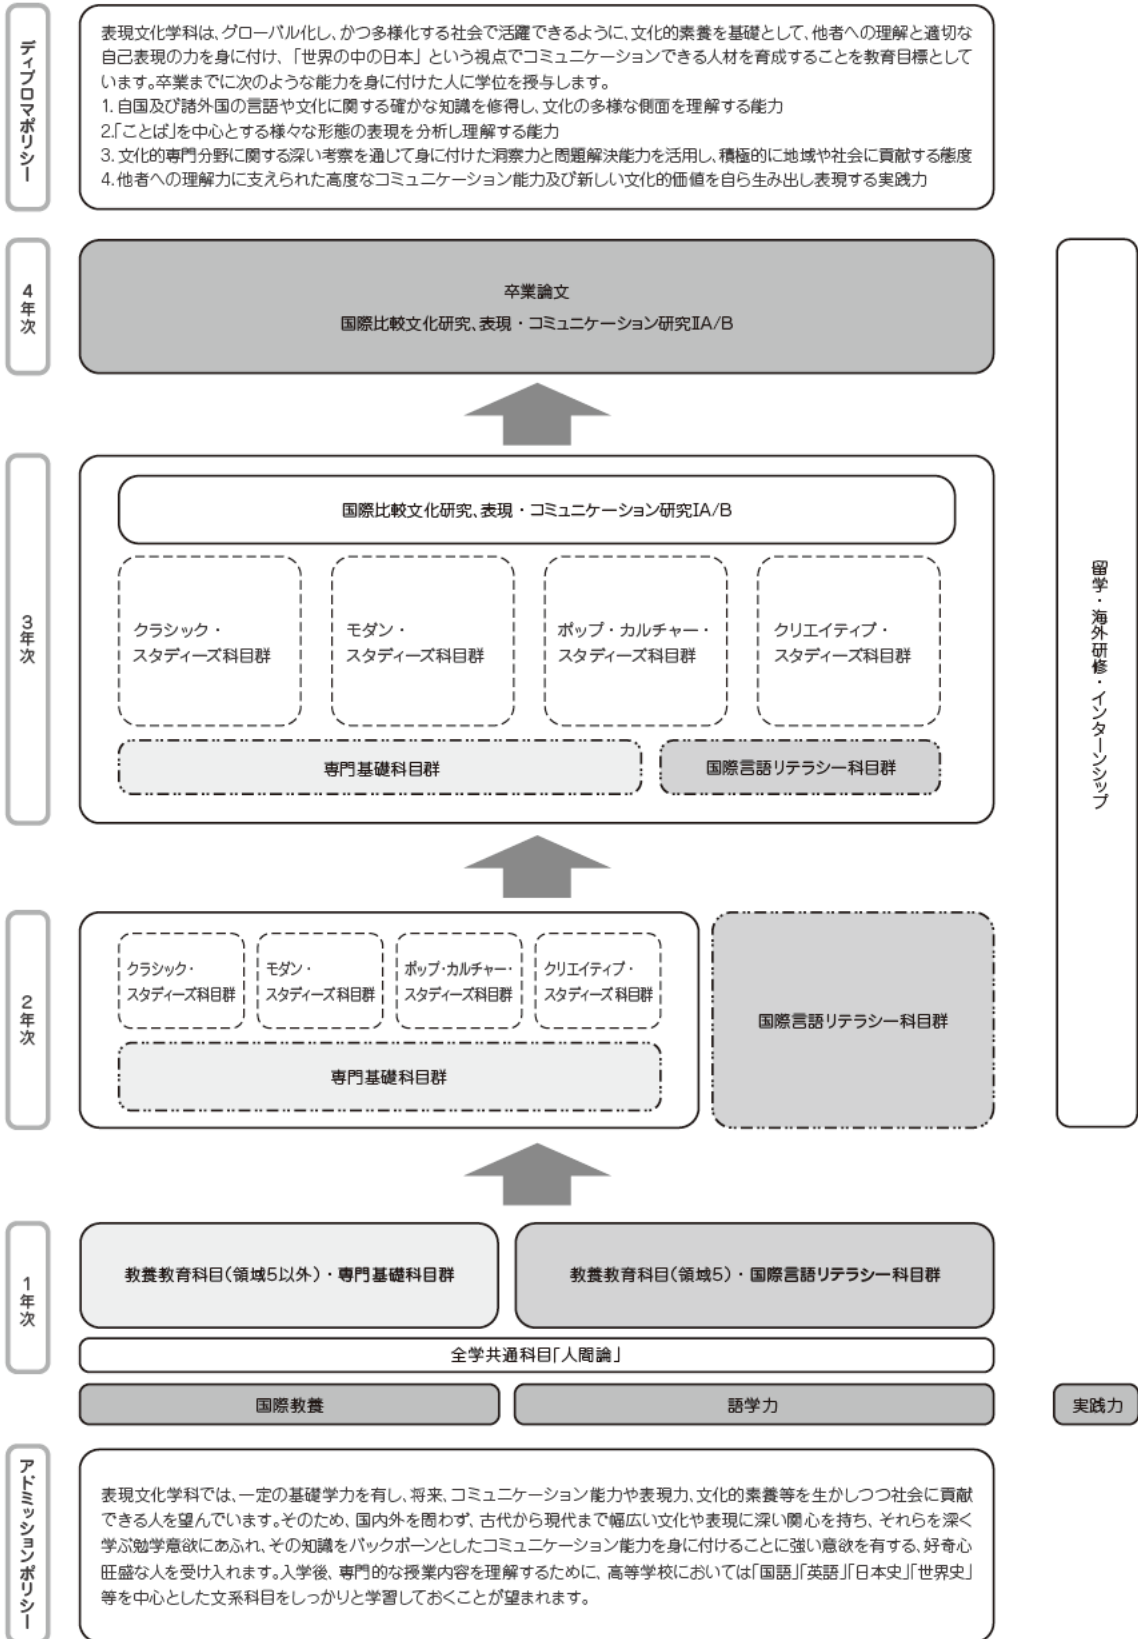 ディプロマポリシー
表現文化学科は、グローバル化し、かつ多様化する社会で活躍できるように、文化的素養を基礎として、他者への理解と適切な
自己表現の力を身に付け、「世界の中の日本」という視点でコミュニケーションできる人材を育成することを教育目標として
います。卒業までに次のような能力を身に付けた人に学位を授与します。
1. 自国及び諸外国の言語や文化に関する確かな知識を修得し、文化の多様な側面を理解する能力
2.「ことば」を中心とする様々な形態の表現を分析し理解する能力
3. 文化的専門分野に関する深い考察を通じて身に付けた洞察力と問題解決能力を活用し、積極的に地域や社会に貢献する態度
4. 他者への理解力に支えられた高度なコミュニケーション能力及び新しい文化的価値を自ら生み出し表現する実践力
4年次
卒業論文
国際比較文化研究、表現・コミュニケーション研究ⅡA/B
3年次
国際比較文化研究、表現・コミュニケーション研究ⅠA/B
クラシック・
スタディーズ科目群
モダン・
スタディーズ科目群
ポップ・カルチャー・
スタディーズ科目群
クリエイティブ・
スタディーズ科目群
専門基礎科目群
国際言語リテラシー科目群
留学・海外研修・インターンシップ
2年次
クラシック・
スタディーズ科目群
モダン・
スタディーズ科目群
ポップ・カルチャー・
スタディーズ科目群
クリエイティブ・
スタディーズ科目群
専門基礎科目群
国際言語リテラシー科目群
1年次
教養教育科目(領域5以外)・専門基礎科目群
教養教育科目(領域5)・国際言語リテラシー科目群
全学共通科目「人間論」
国際教養
語学力
実践力
アドミッションポリシー
表現文化学科では、一定の基礎学力を有し、将来、コミュニケーション能力や表現力、文化的素養等を生かしつつ社会に貢献
できる人を望んでいます。そのため、国内外を問わず、古代から現代まで幅広い文化や表現に深い関心を持ち、それらを深く
学ぶ勉学意欲にあふれ、その知識をバックボーンとしたコミュニケーション能力を身に付けることに強い意欲を有する、好奇心
旺盛な人を受け入れます。入学後、専門的な授業内容を理解するために、高等学校においては「国語」「英語」「日本史」「世界史」
等を中心とした文系科目をしっかりと学習しておくことが望まれます。